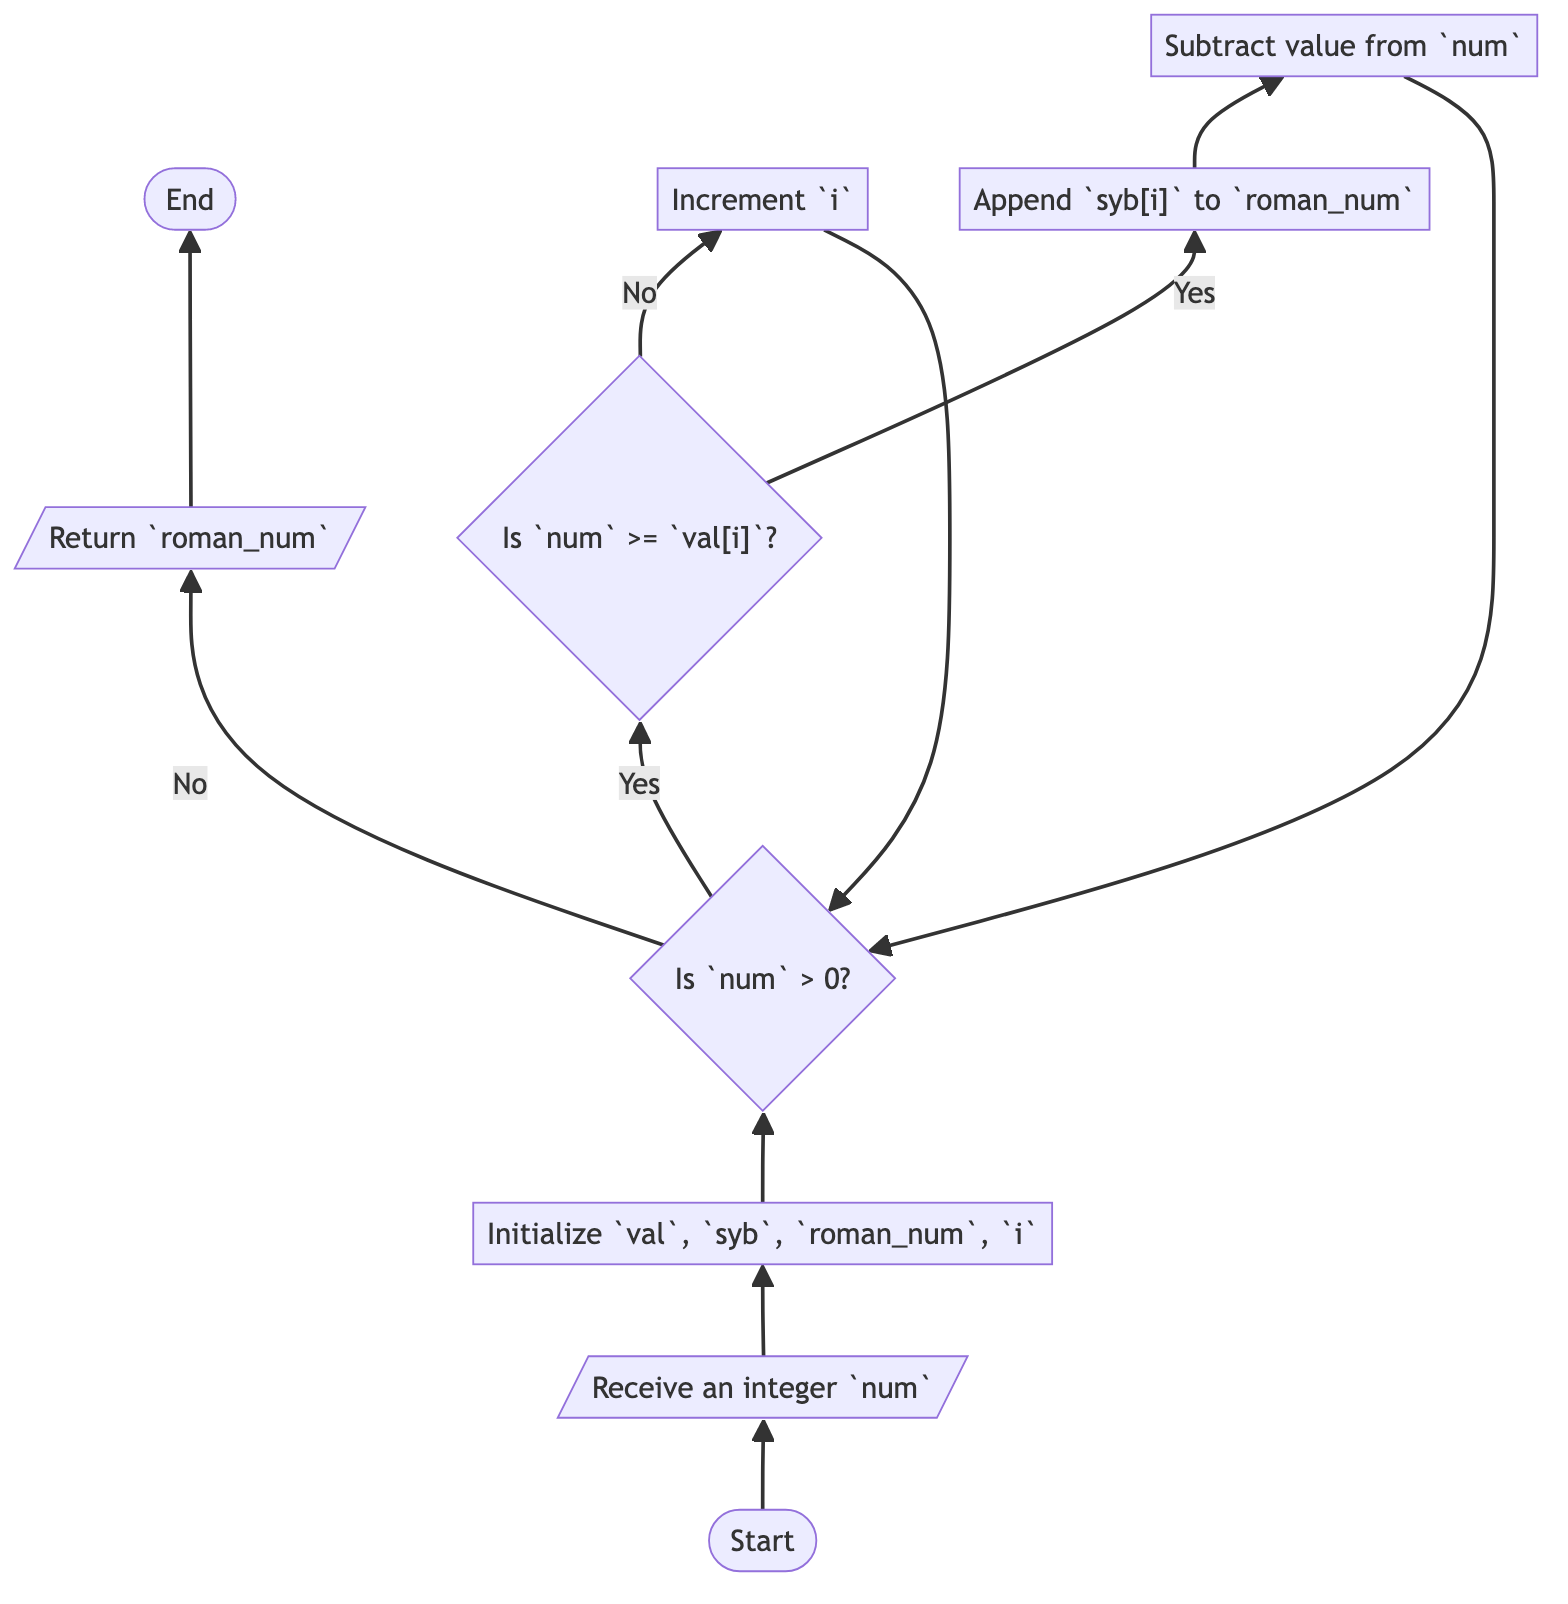 Subtract value from `num`
End
Increment `i`
Append `syb[i]` to `roman_num`
No
Yes
Return `roman_num`
Is `num` >= `val[i]`?
No
Yes
Is `num` > 0?
Initialize `val`, `syb`, `roman_num`, `i`
Receive an integer `num`
Start